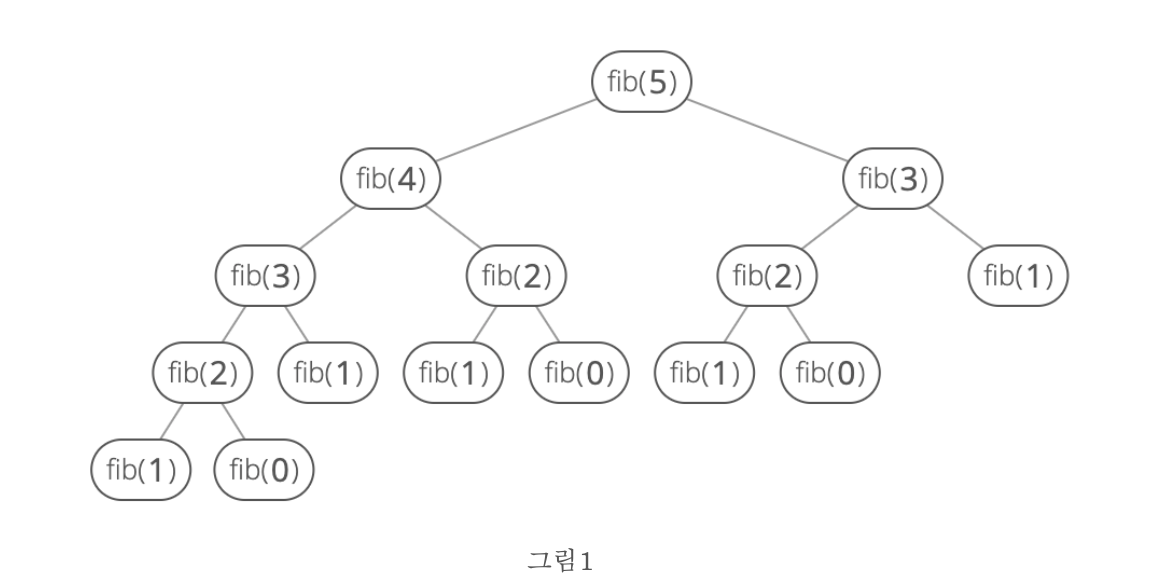 fib(5)
fib(4) fib(3)
fib(3) fib(2) fib(2) fib(1)
fib(2) fib(1) fib(1) fib(0) fib(1) fib(0)
fib(1) fib(0)
그림1